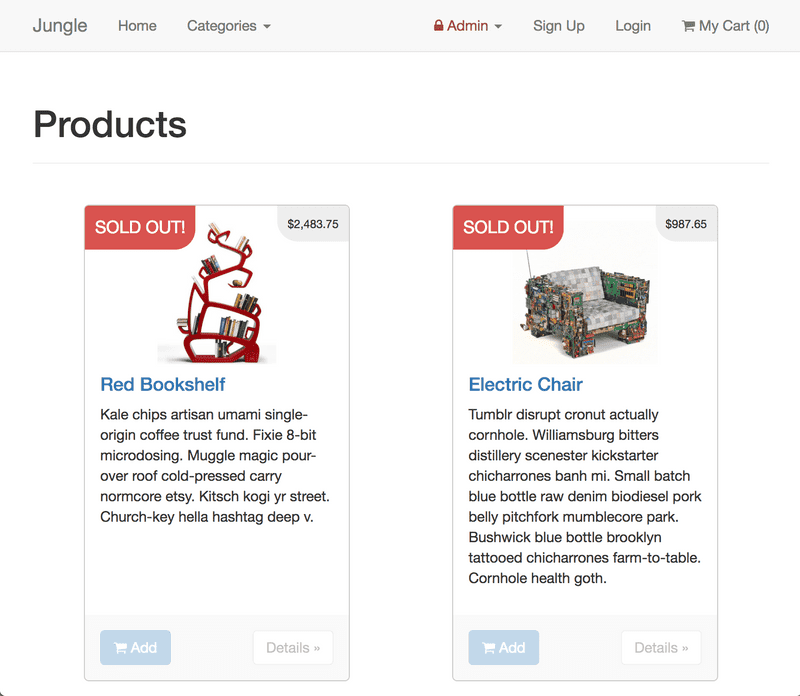 Jungle Home Categories Admin Sign Up Login My Cart (0)
Products
SOLD OUT! $2,483.75
Red Bookshelf
Kale chips artisan umami single-
origin coffee trust fund. Fixie 8-bit
microdosing. Muggle magic pour-
over roof cold-pressed carry
normcore etsy. Kitsch kogi yr street.
Church-key hella hashtag deep v.
Add Details »
SOLD OUT! $987.65
Electric Chair
Tumblr disrupt cronut actually
cornhole. Williamsburg bitters
distillery scenester kickstarter
chicharrones banh mi. Small batch
blue bottle raw denim biodiesel pork
belly pitchfork mumblecore park.
Bushwick blue bottle brooklyn
tattooed chicharrones farm-to-table.
Cornhole health goth.
Add Details »